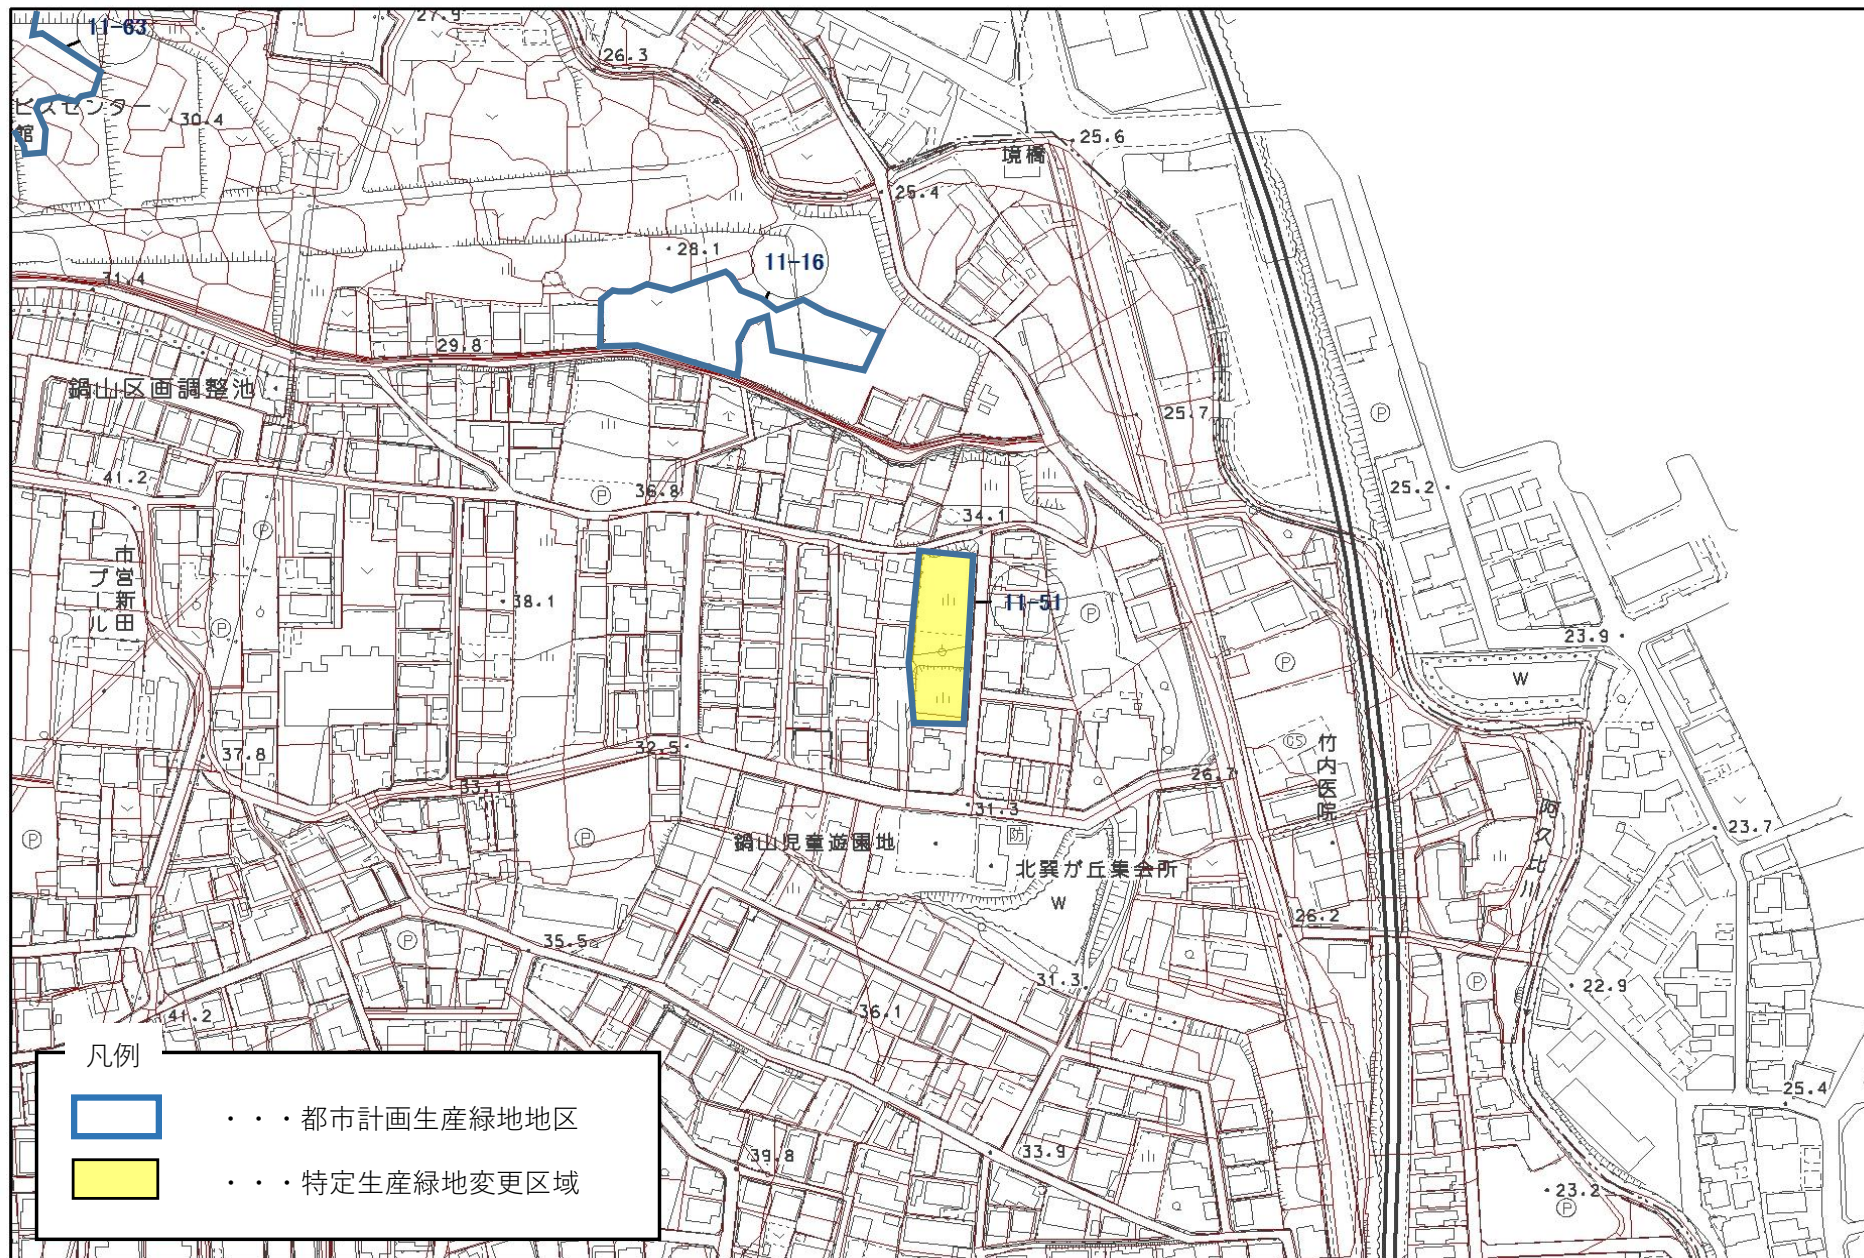 27.9
11-63
26.3
ビスセンター
館
30.4
25.6
境橋
25.4
28.1
11-16
31.4
29.8
鍋山区画調整池
25.7
P
41.2
36.8
P
25.2
34.1
P
市営新田
プール
38.1
11-51
P
P
23.9
P
W
37.8
32.5
GS
竹内医院
26.7
33.1
31.3
阿久比川
23.7
P
P
鍋山児童遊園地
防
北巽が丘集会所
W
26.2
P
35.5
31.3
P
22.9
41.2
36.1
25.4
33.9
39.8
23.2
P
凡例
・・・都市計画生産緑地地区
・・・特定生産緑地変更区域